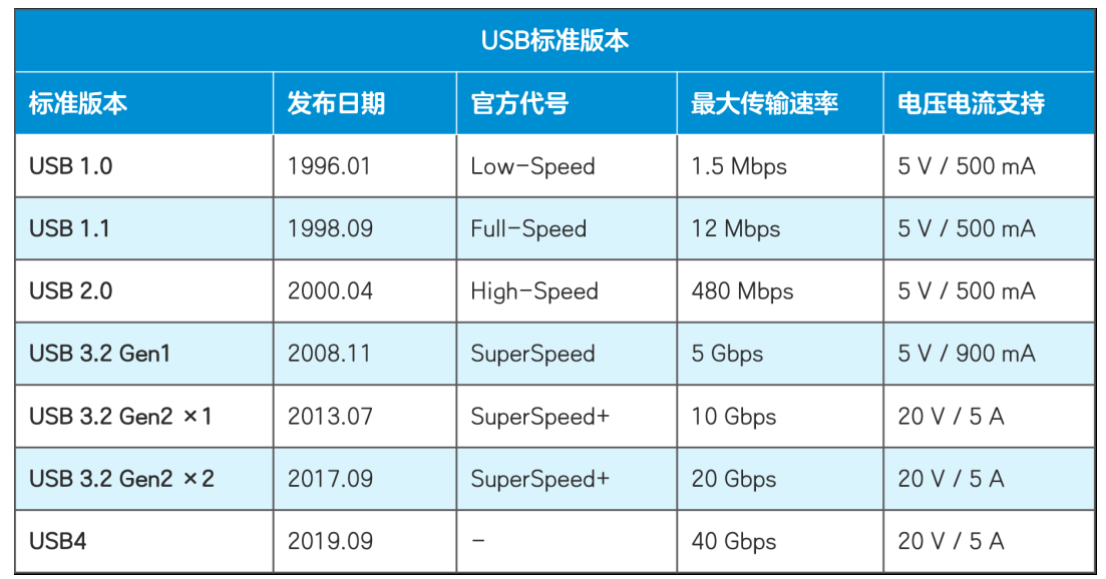 USB标准版本
标准版本 发布日期 官方代号 最大传输速率 电压电流支持
USB 1.0 1996.01 Low-Speed 1.5 Mbps 5 V / 500 mA
USB 1.1 1998.09 Full-Speed 12 Mbps 5 V / 500 mA
USB 2.0 2000.04 High-Speed 480 Mbps 5 V / 500 mA
USB 3.2 Gen1 2008.11 SuperSpeed 5 Gbps 5 V / 900 mA
USB 3.2 Gen2 ×1 2013.07 SuperSpeed+ 10 Gbps 20 V / 5 A
USB 3.2 Gen2 ×2 2017.09 SuperSpeed+ 20 Gbps 20 V / 5 A
USB4 2019.09 - 40 Gbps 20 V / 5 A